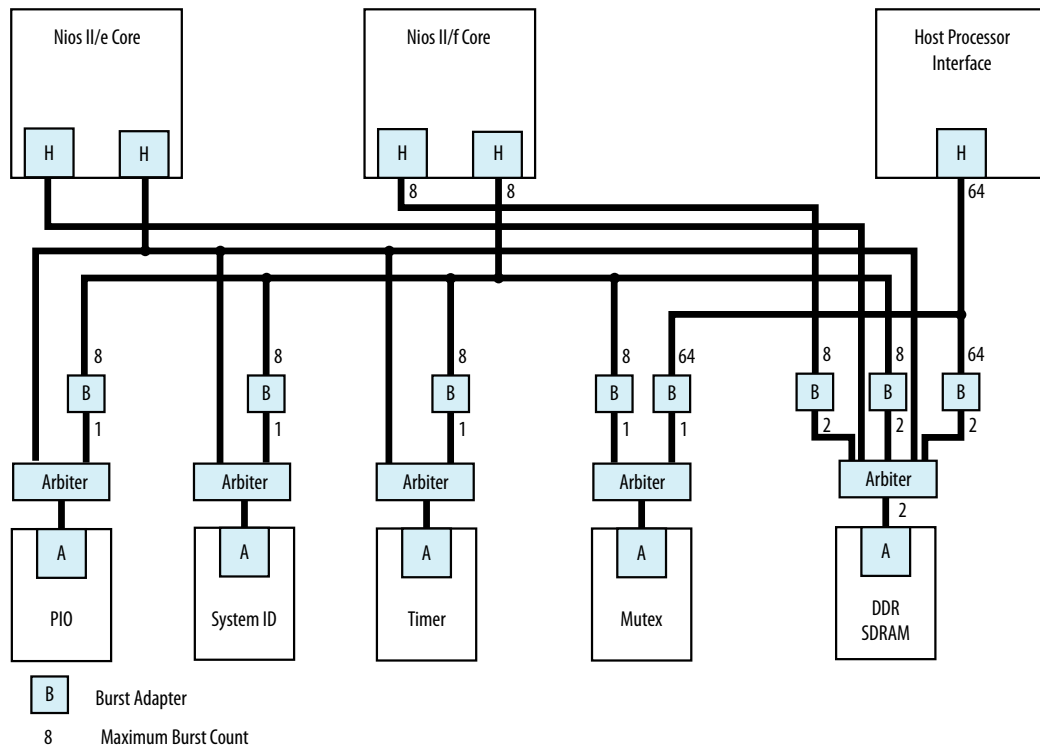 Nios II/e Core
Nios II/f Core
Host Processor
Interface
H
H
H
H
H
8
8
64
8
8
8
8
64
8
8
64
B
B
B
B
B
B
B
B
1
1
1
1
1
2
2
2
Arbiter
Arbiter
Arbiter
Arbiter
Arbiter
2
A
A
A
A
A
PIO
System ID
Timer
Mutex
DDR
SDRAM
B
Burst Adapter
8
Maximum Burst Count